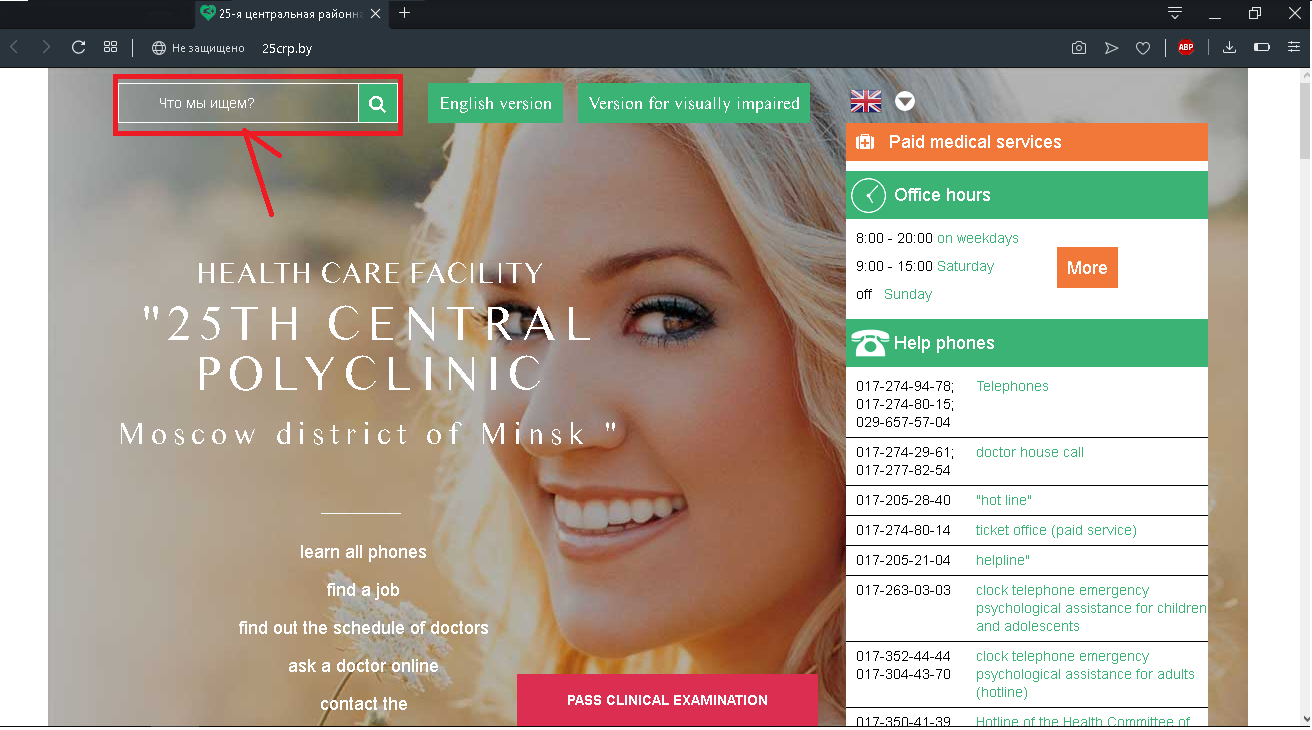 25-я центральная районн
Не защищено 25crp.by
ABP
Что мы ищем?
English version
Version for visually impaired
HEALTH CARE FACILITY
"25TH CENTRAL
POLYCLINIC
Moscow district of Minsk "
learn all phones
find a job
find out the schedule of doctors
ask a doctor online
contact the
PASS CLINICAL EXAMINATION
Paid medical services
Office hours
8:00 - 20:00 on weekdays
9:00 - 15:00 Saturday
off Sunday
More
Help phones
017-274-94-78; Telephones
017-274-80-15;
029-657-57-04
017-274-29-61; doctor house call
017-277-82-54
017-205-28-40 "hot line"
017-274-80-14 ticket office (paid service)
017-205-21-04 helpline"
017-263-03-03 clock telephone emergency
psychological assistance for children
and adolescents
017-352-44-44 clock telephone emergency
017-304-43-70 psychological assistance for adults
(hotline)
017-350-41-39 Hotline of the Health Committee of